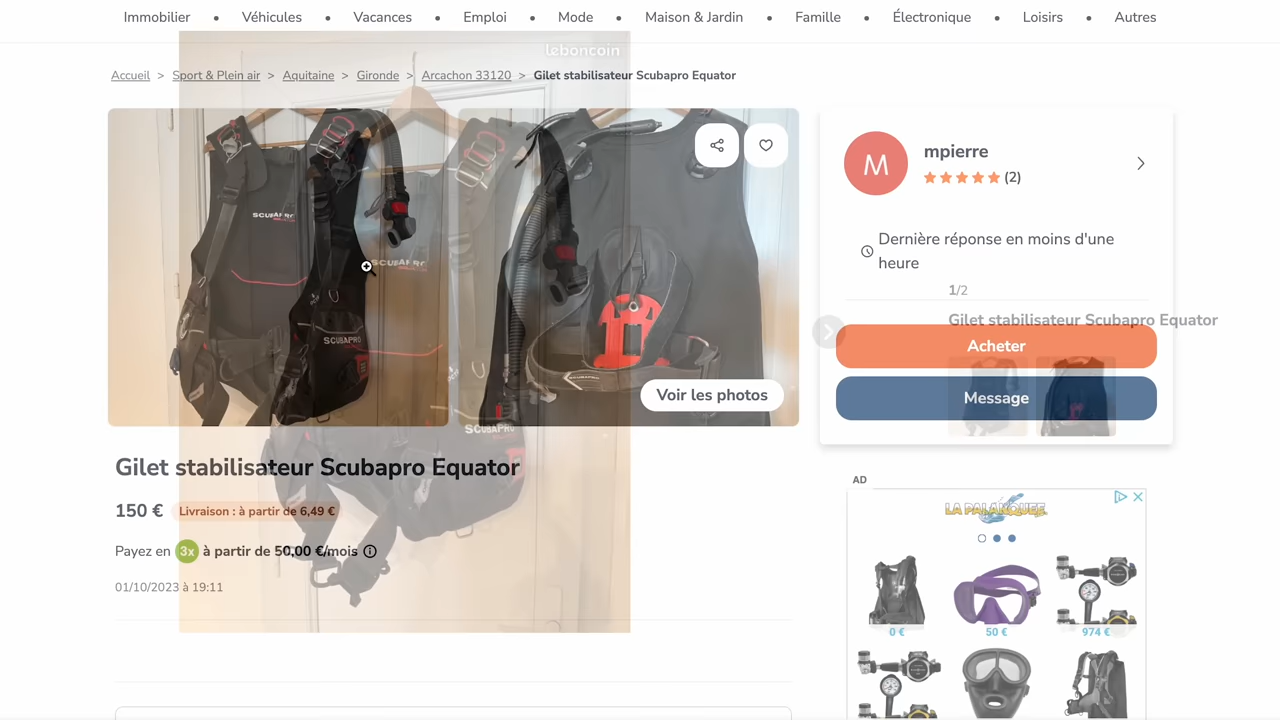 Immobilier • Véhicules • Vacances • Emploi • Mode • Maison & Jardin • Famille • Électronique • Loisirs • Autres
leboncoin
Accueil > Sport & Plein air > Aquitaine > Gironde > Arcachon 33120 > Gilet stabilisateur Scubapro Equator
SCUBAPRO
SCUBAPRO
SCUBAPRO
SCUBAPRO
Voir les photos
Gilet stabilisateur Scubapro Equator
150 €
Livraison : à partir de 6,49 €
Payez en 3x à partir de 50,00 €/mois
01/10/2023 à 19:11
M
mpierre
(2)
Dernière réponse en moins d'une
heure
1/2
Gilet stabilisateur Scubapro Equator
Acheter
Message
AD
LA PALANQUÉE
0 €
50 €
974 €